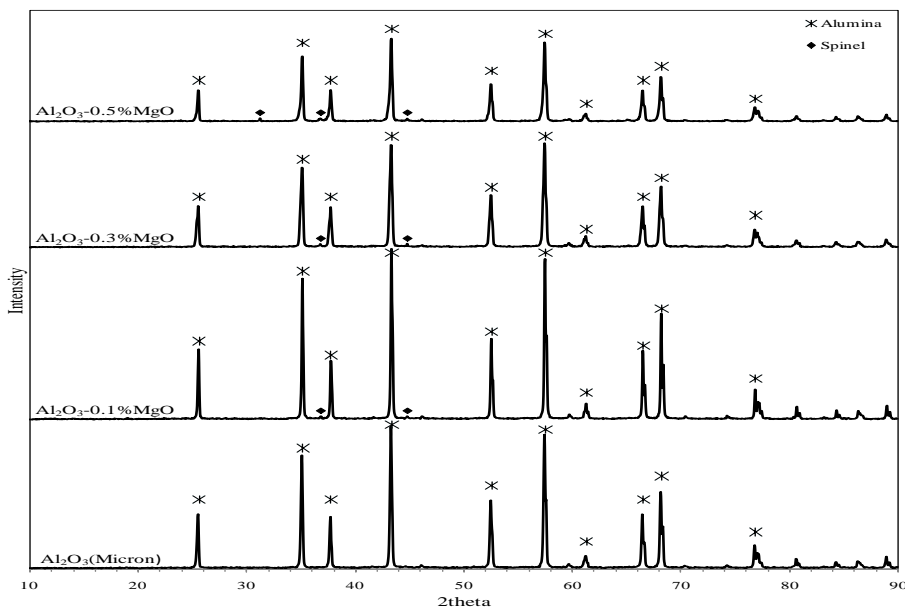 Alumina
Spinel
Al₂O₃-0.5%MgO
Al₂O₃-0.3%MgO
Al₂O₃-0.1%MgO
Al₂O₃(Micron)
Intensity
10 20 30 40 50 60 70 80 90
2theta